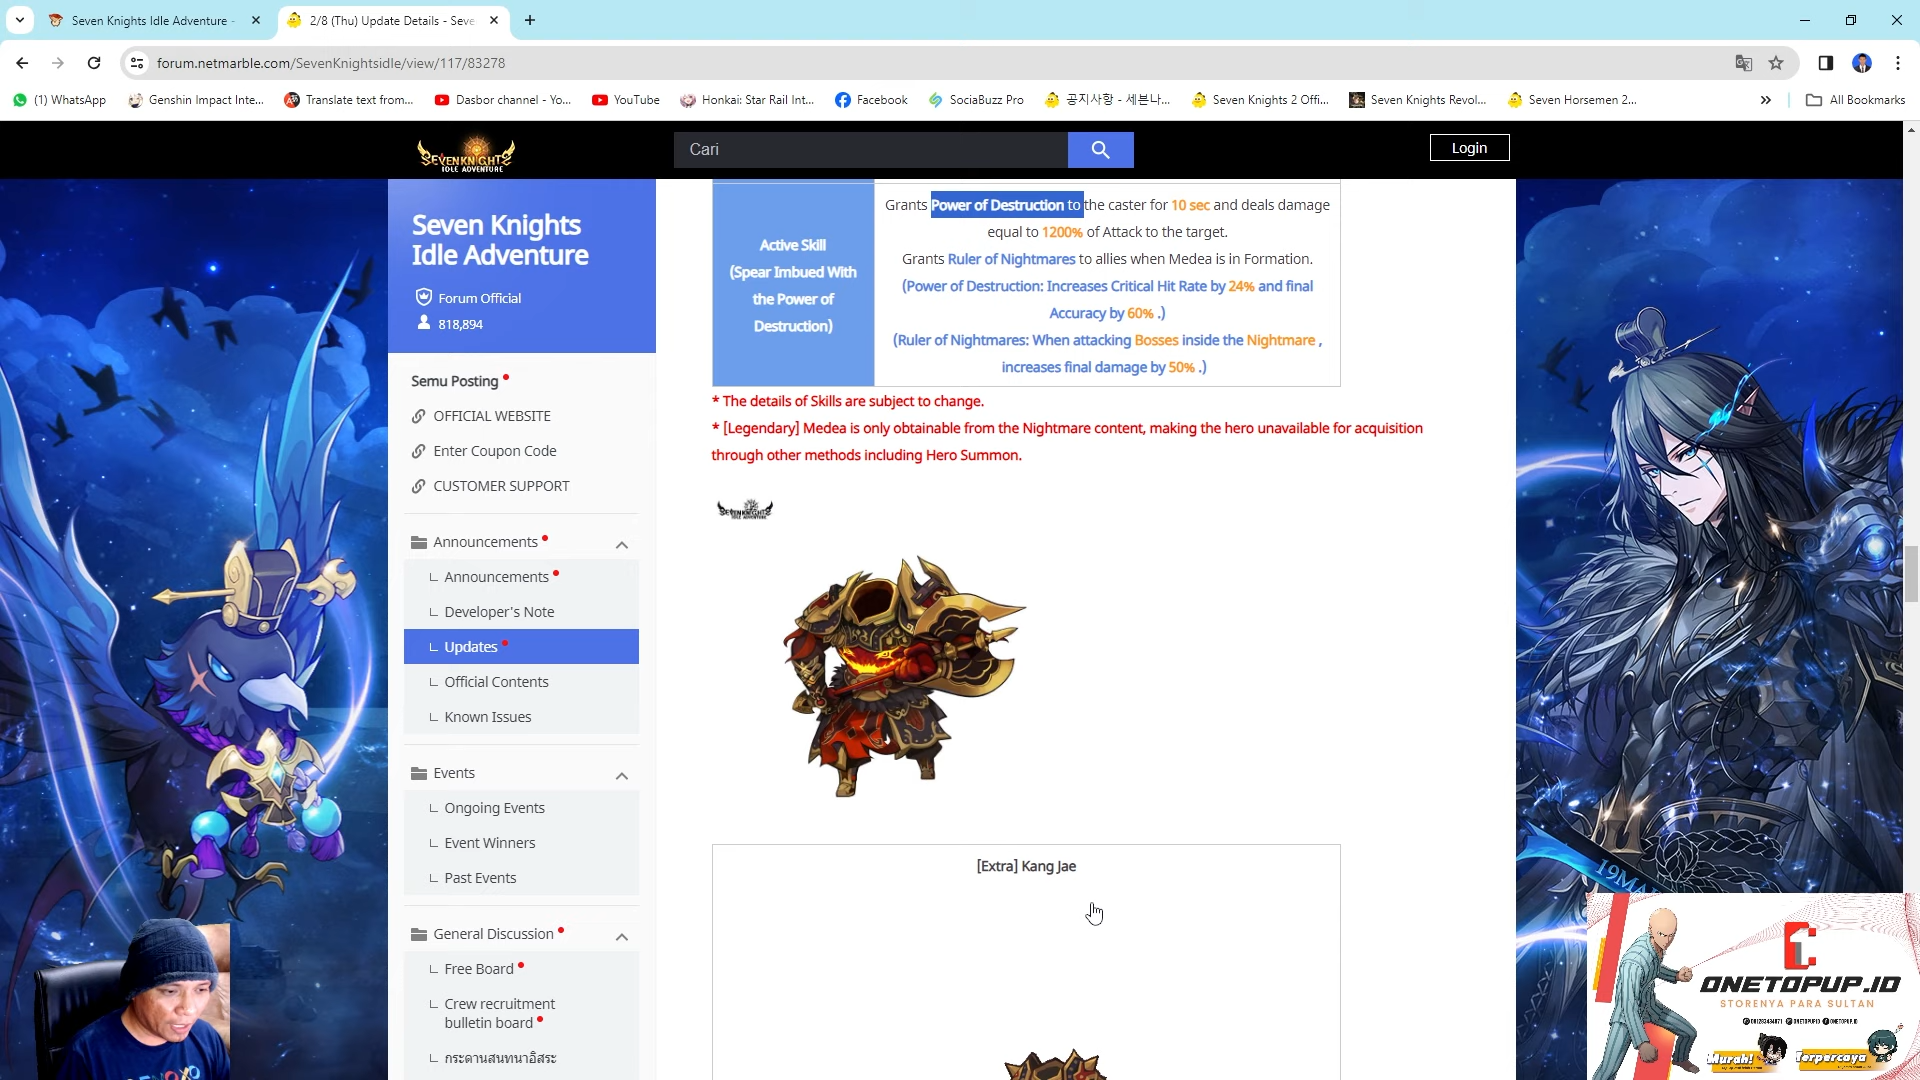 Seven Knights Idle Adventure -
2/8 (Thu) Update Details - Seve
forum.netmarble.com/SevenKnightsidle/view/117/83278
(1) WhatsApp
Genshin Impact Inte...
Translate text from...
Dasbor channel - Yo...
YouTube
Honkai: Star Rail Int...
Facebook
SociaBuzz Pro
공지사항 - 세븐나...
Seven Knights 2 Offi...
Seven Knights Revol...
Seven Horsemen 2...
All Bookmarks
SEVEN KNIGHTS
IDLE ADVENTURE
Cari
Login
Seven Knights
Idle Adventure
Forum Official
818,894
Semu Posting
OFFICIAL WEBSITE
Enter Coupon Code
CUSTOMER SUPPORT
Announcements
Announcements
Developer's Note
Updates
Official Contents
Known Issues
Events
Ongoing Events
Event Winners
Past Events
General Discussion
Free Board
Crew recruitment
bulletin board
กระดานสนทนาอิสระ
Active Skill
(Spear Imbued With
the Power of
Destruction)
Grants Power of Destruction to the caster for 10 sec and deals damage
equal to 1200% of Attack to the target.
Grants Ruler of Nightmares to allies when Medea is in Formation.
(Power of Destruction: Increases Critical Hit Rate by 24% and final
Accuracy by 60% .)
(Ruler of Nightmares: When attacking Bosses inside the Nightmare ,
increases final damage by 50% .)
* The details of Skills are subject to change.
* [Legendary] Medea is only obtainable from the Nightmare content, making the hero unavailable for acquisition
through other methods including Hero Summon.
SEVEN KNIGHTS
IDLE ADVENTURE
[Extra] Kang Jae
19MA
ONETOPUP.ID
STORENYA PARA SULTAN
Murah!
Terpercaya